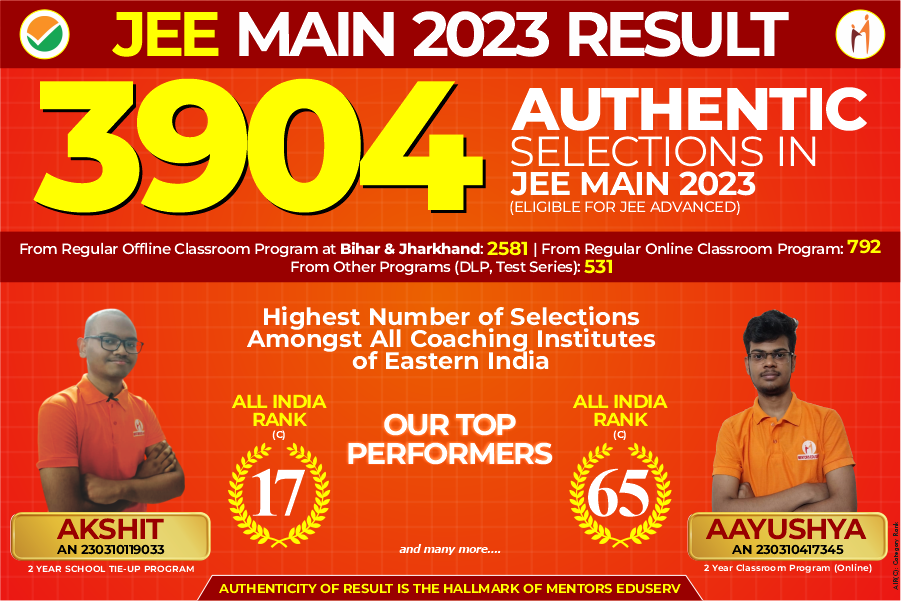 JEE MAIN 2023 RESULT
3904
AUTHENTIC
SELECTIONS IN
JEE MAIN 2023
(ELIGIBLE FOR JEE ADVANCED)
From Regular Offline Classroom Program at Bihar & Jharkhand: 2581 | From Regular Online Classroom Program: 792
From Other Programs (DLP, Test Series): 531
Highest Number of Selections
Amongst All Coaching Institutes
of Eastern India
ALL INDIA
RANK
(C)
17
OUR TOP
PERFORMERS
ALL INDIA
RANK
(C)
65
AKSHIT
AN 230310119033
2 YEAR SCHOOL TIE-UP PROGRAM
and many more....
AAYUSHYA
AN 230310417345
2 Year Classroom Program (Online)
AUTHENTICITY OF RESULT IS THE HALLMARK OF MENTORS EDUSERV